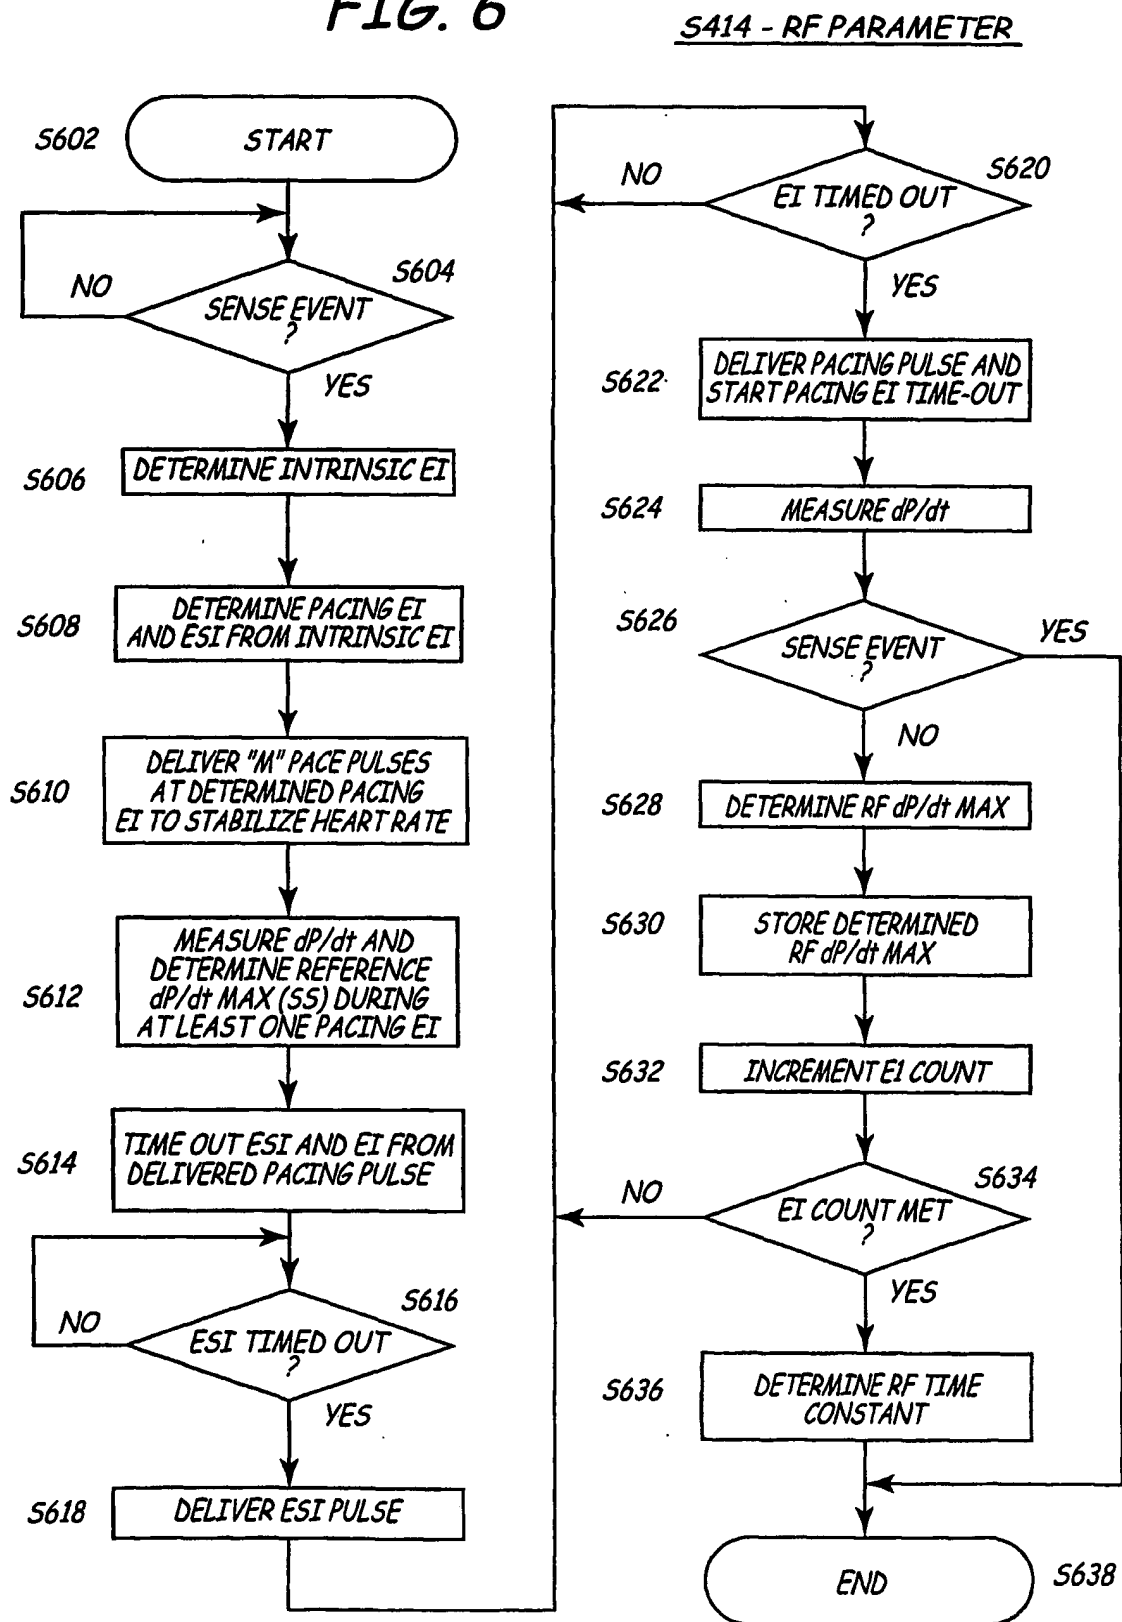 FIG. 6
S414 - RF PARAMETER
S602
START
NO
S604
SENSE EVENT
?
YES
S606
DETERMINE INTRINSIC EI
S608
DETERMINE PACING EI
AND ESI FROM INTRINSIC EI
S610
DELIVER "M" PACE PULSES
AT DETERMINED PACING
EI TO STABILIZE HEART RATE
S612
MEASURE dP/dt AND
DETERMINE REFERENCE
dP/dt MAX (SS) DURING
AT LEAST ONE PACING EI
S614
TIME OUT ESI AND EI FROM
DELIVERED PACING PULSE
S616
NO
ESI TIMED OUT
?
YES
S618
DELIVER ESI PULSE
NO
S620
EI TIMED OUT
?
YES
S622
DELIVER PACING PULSE AND
START PACING EI TIME-OUT
S624
MEASURE dP/dt
S626
SENSE EVENT
?
YES
NO
S628
DETERMINE RF dP/dt MAX
S630
STORE DETERMINED
RF dP/dt MAX
S632
INCREMENT E1 COUNT
S634
NO
EI COUNT MET
?
YES
S636
DETERMINE RF TIME
CONSTANT
END
S638